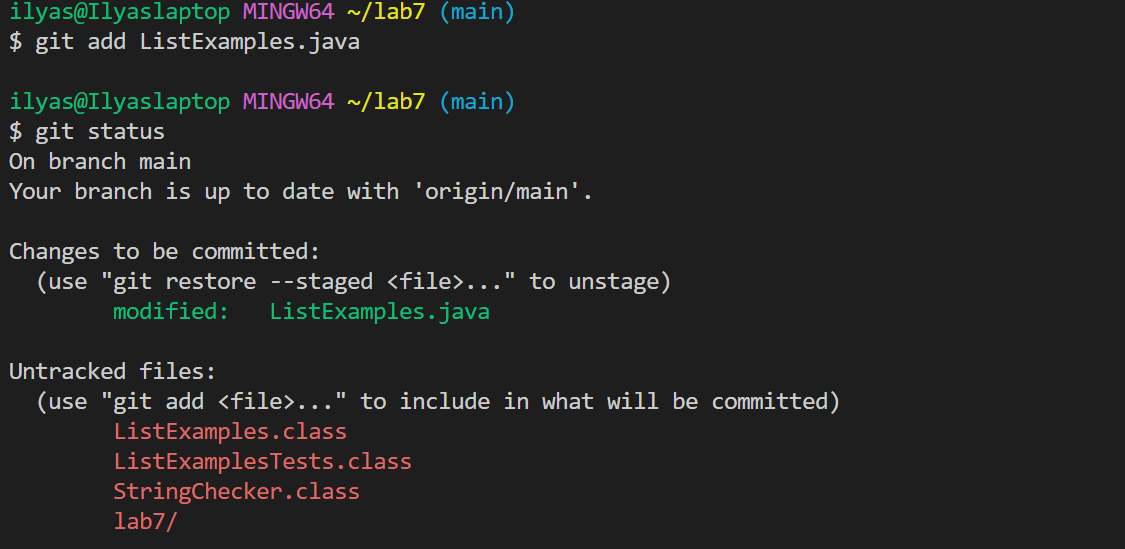 ilyas@Ilyaslaptop MINGW64 ~/lab7 (main)
$ git add ListExamples.java
ilyas@Ilyaslaptop MINGW64 ~/lab7 (main)
$ git status
On branch main
Your branch is up to date with 'origin/main'.
Changes to be committed:
  (use "git restore --staged <file>..." to unstage)
        modified:   ListExamples.java
Untracked files:
  (use "git add <file>..." to include in what will be committed)
        ListExamples.class
        ListExamplesTests.class
        StringChecker.class
        lab7/